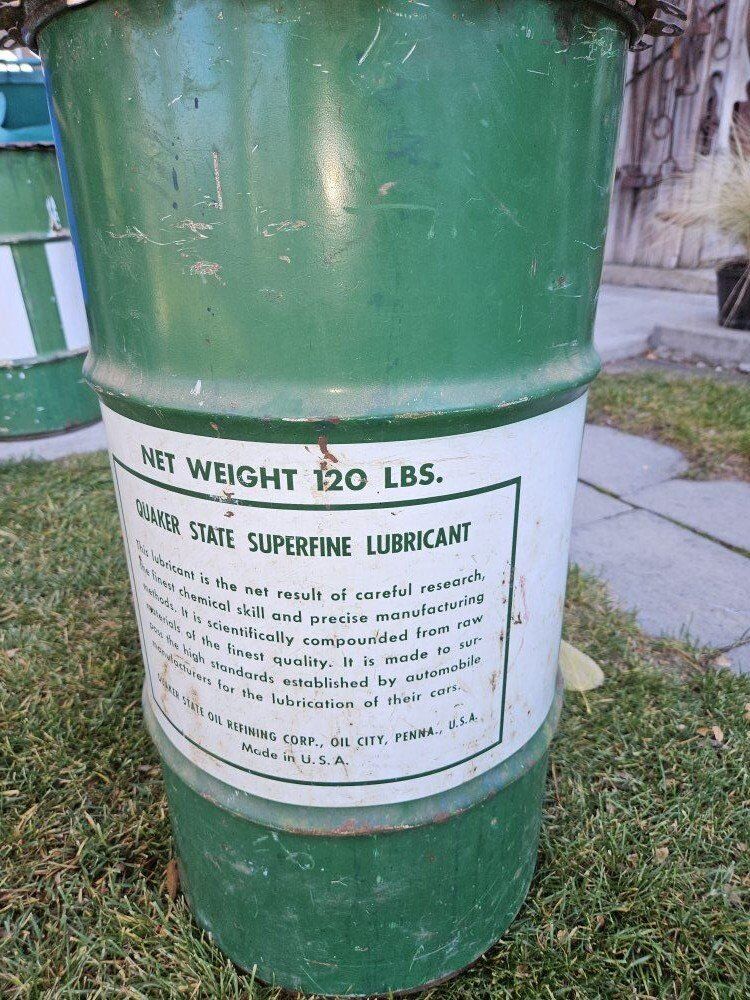 NET WEIGHT 120 LBS.
QUAKER STATE SUPERFINE LUBRICANT
This lubricant is the net result of careful research,
the finest chemical skill and precise manufacturing
methods. It is scientifically compounded from raw
materials of the finest quality. It is made to sur-
pass the high standards established by automobile
manufacturers for the lubrication of their cars.
QUAKER STATE OIL REFINING CORP., OIL CITY, PENNA., U.S.A.
Made in U. S. A.